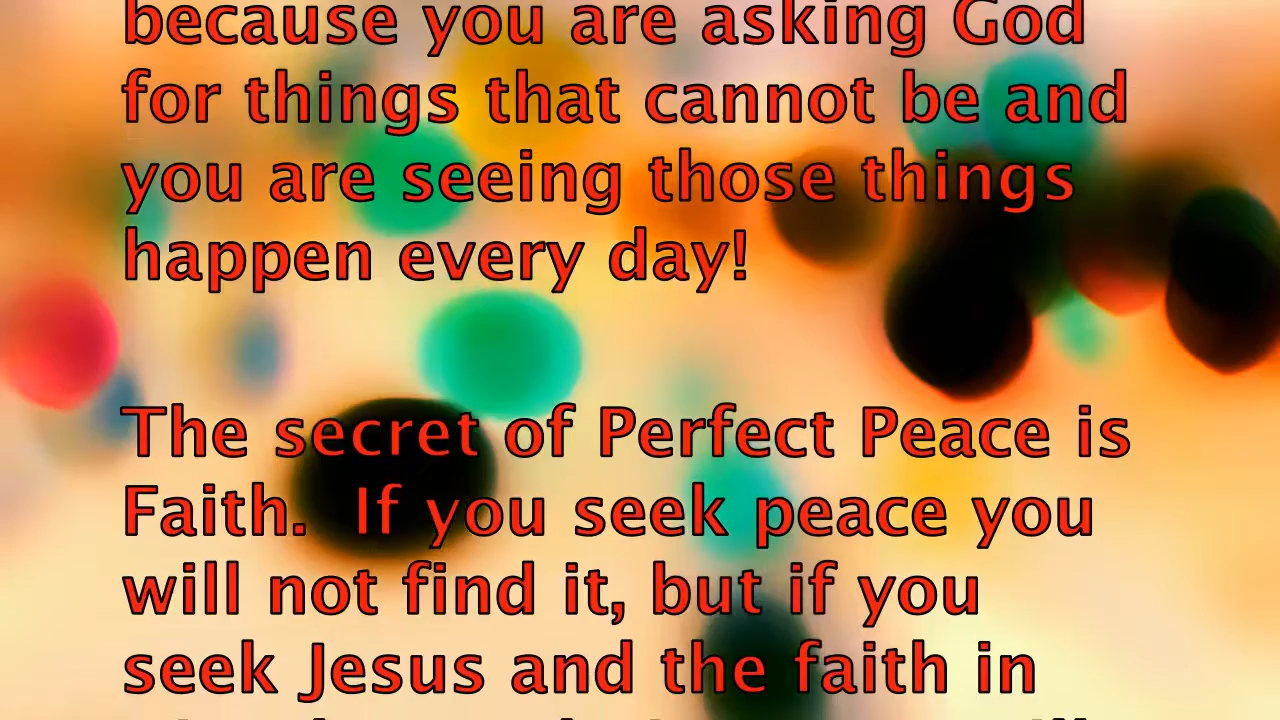 because you are asking God
for things that cannot be and
you are seeing those things
happen every day!
The secret of Perfect Peace is
Faith.  If you seek peace you
will not find it, but if you
seek Jesus and the faith in